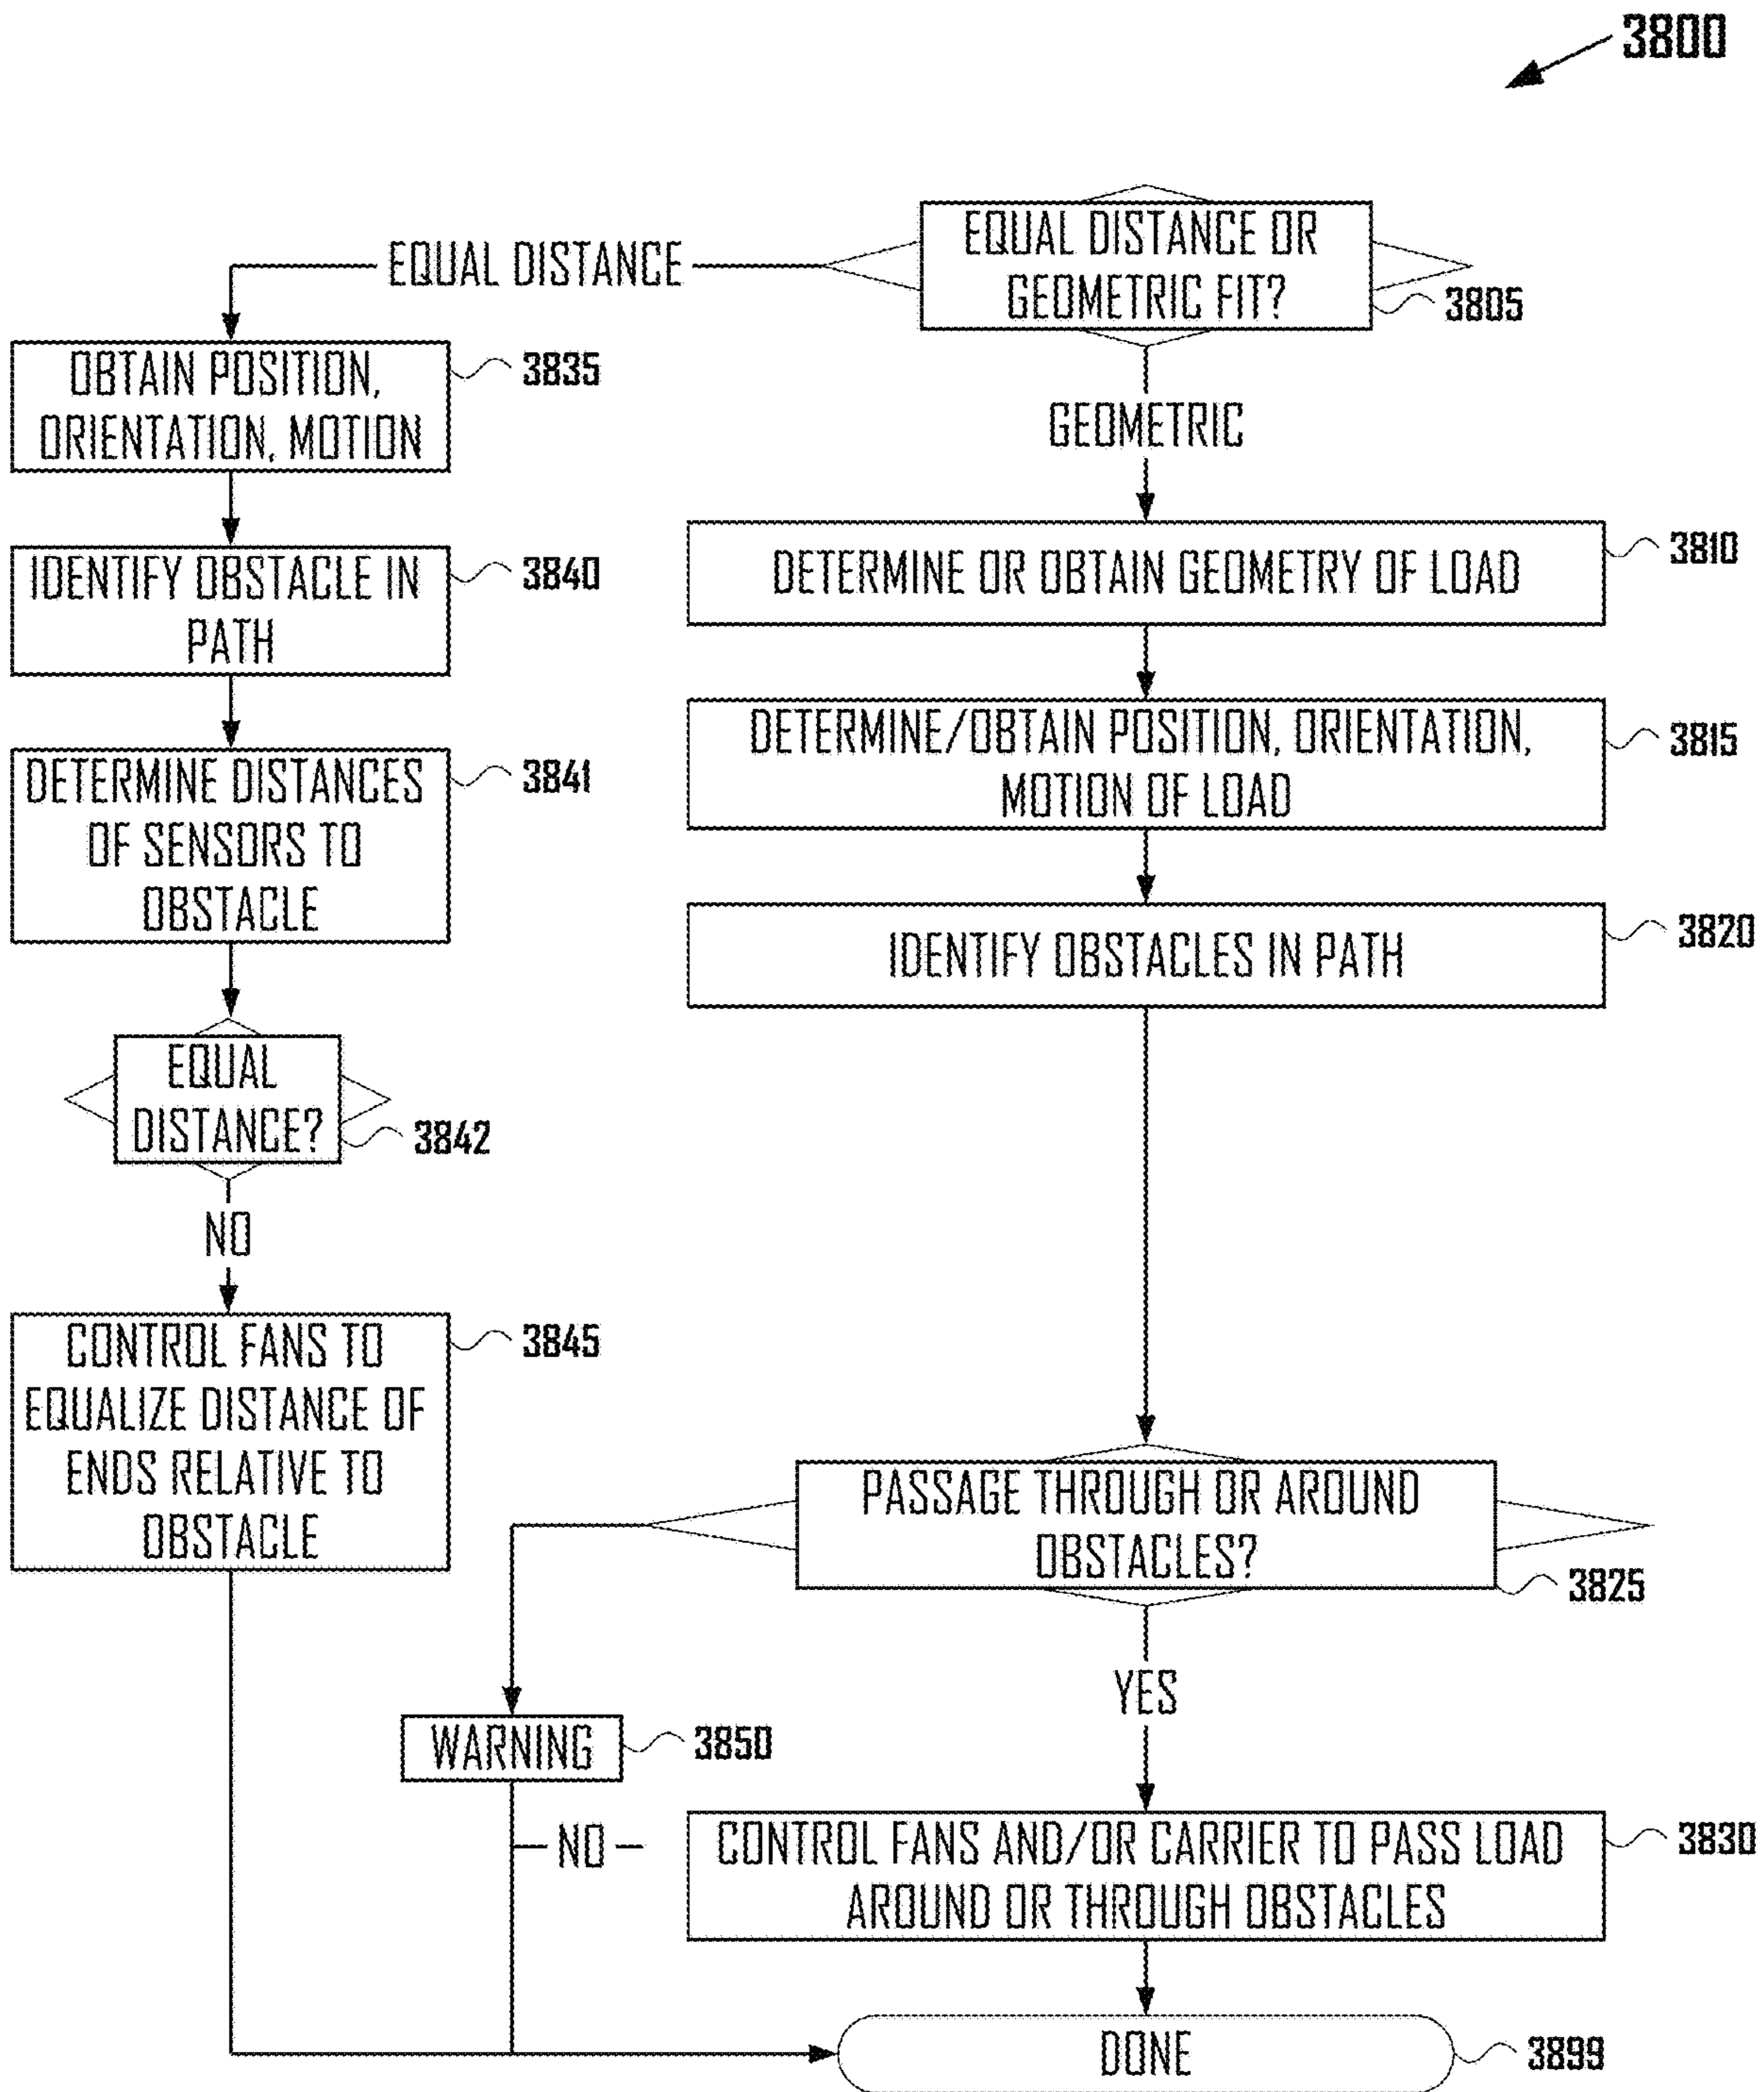 3800
EQUAL DISTANCE OR
GEOMETRIC FIT?
3805
EQUAL DISTANCE
GEOMETRIC
OBTAIN POSITION,
ORIENTATION, MOTION
3835
IDENTIFY OBSTACLE IN
PATH
3840
DETERMINE DISTANCES
OF SENSORS TO
OBSTACLE
3841
EQUAL
DISTANCE?
3842
NO
CONTROL FANS TO
EQUALIZE DISTANCE OF
ENDS RELATIVE TO
OBSTACLE
3845
DETERMINE OR OBTAIN GEOMETRY OF LOAD
3810
DETERMINE/OBTAIN POSITION, ORIENTATION,
MOTION OF LOAD
3815
IDENTIFY OBSTACLES IN PATH
3820
PASSAGE THROUGH OR AROUND
OBSTACLES?
3825
YES
WARNING
3850
NO
CONTROL FANS AND/OR CARRIER TO PASS LOAD
AROUND OR THROUGH OBSTACLES
3830
DONE
3899